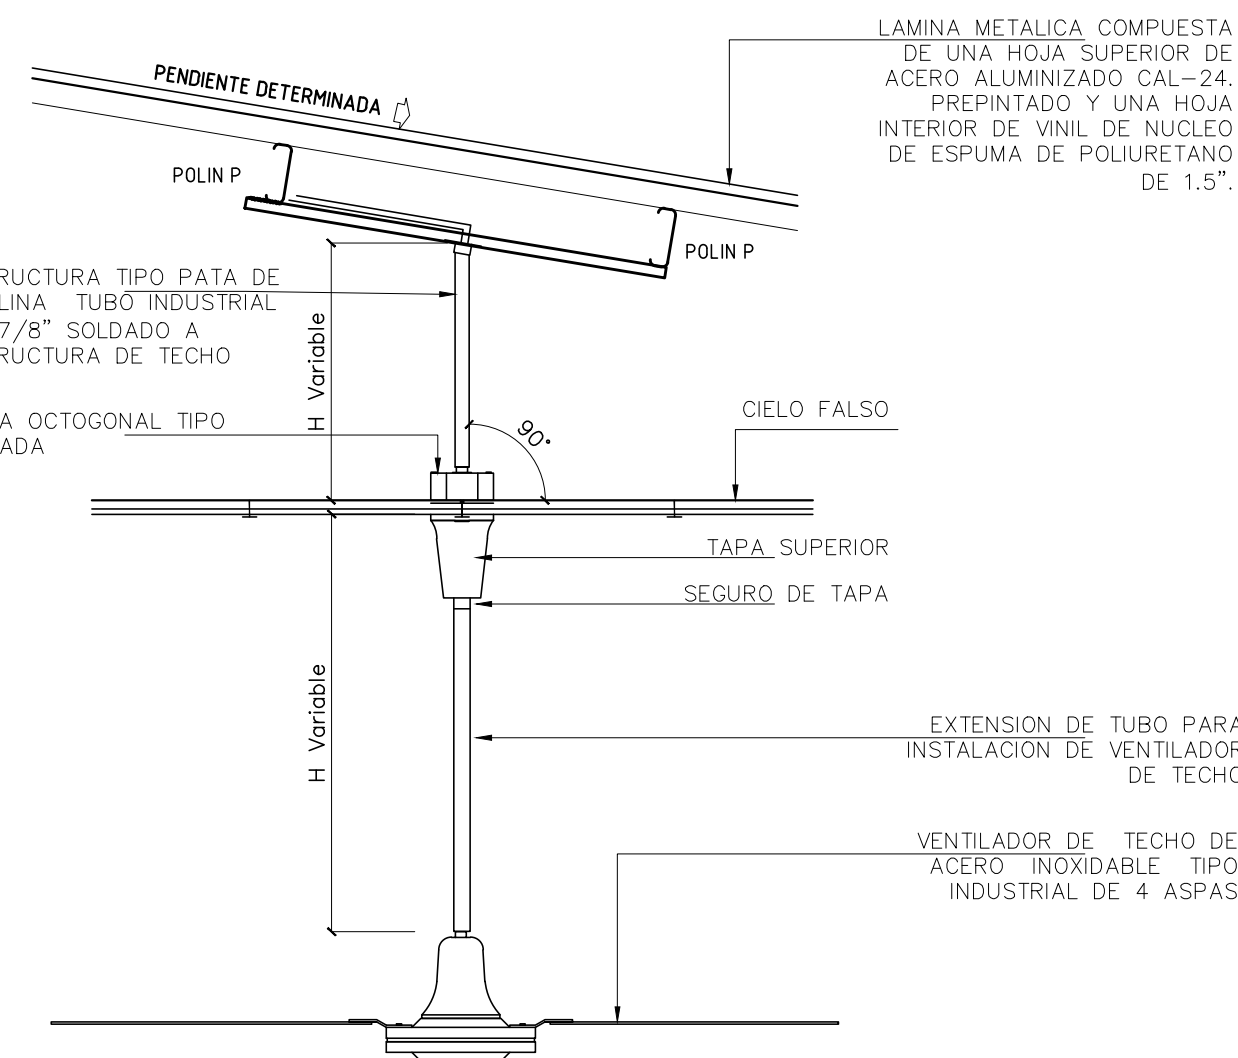 LAMINA METALICA COMPUESTA
DE UNA HOJA SUPERIOR DE
ACERO ALUMINIZADO CAL-24.
PREPINTADO Y UNA HOJA
INTERIOR DE VINIL DE NUCLEO
DE ESPUMA DE POLIURETANO
DE 1.5”.
PENDIENTE DETERMINADA
POLIN P
POLIN P
RUCTURA TIPO PATA DE
LINA TUBO INDUSTRIAL
7/8” SOLDADO A
RUCTURA DE TECHO
H Variable
A OCTOGONAL TIPO
ADA
90°
CIELO FALSO
TAPA SUPERIOR
SEGURO DE TAPA
H Variable
EXTENSION DE TUBO PARA
INSTALACION DE VENTILADOR
DE TECHO
VENTILADOR DE TECHO DE
ACERO INOXIDABLE TIPO
INDUSTRIAL DE 4 ASPAS